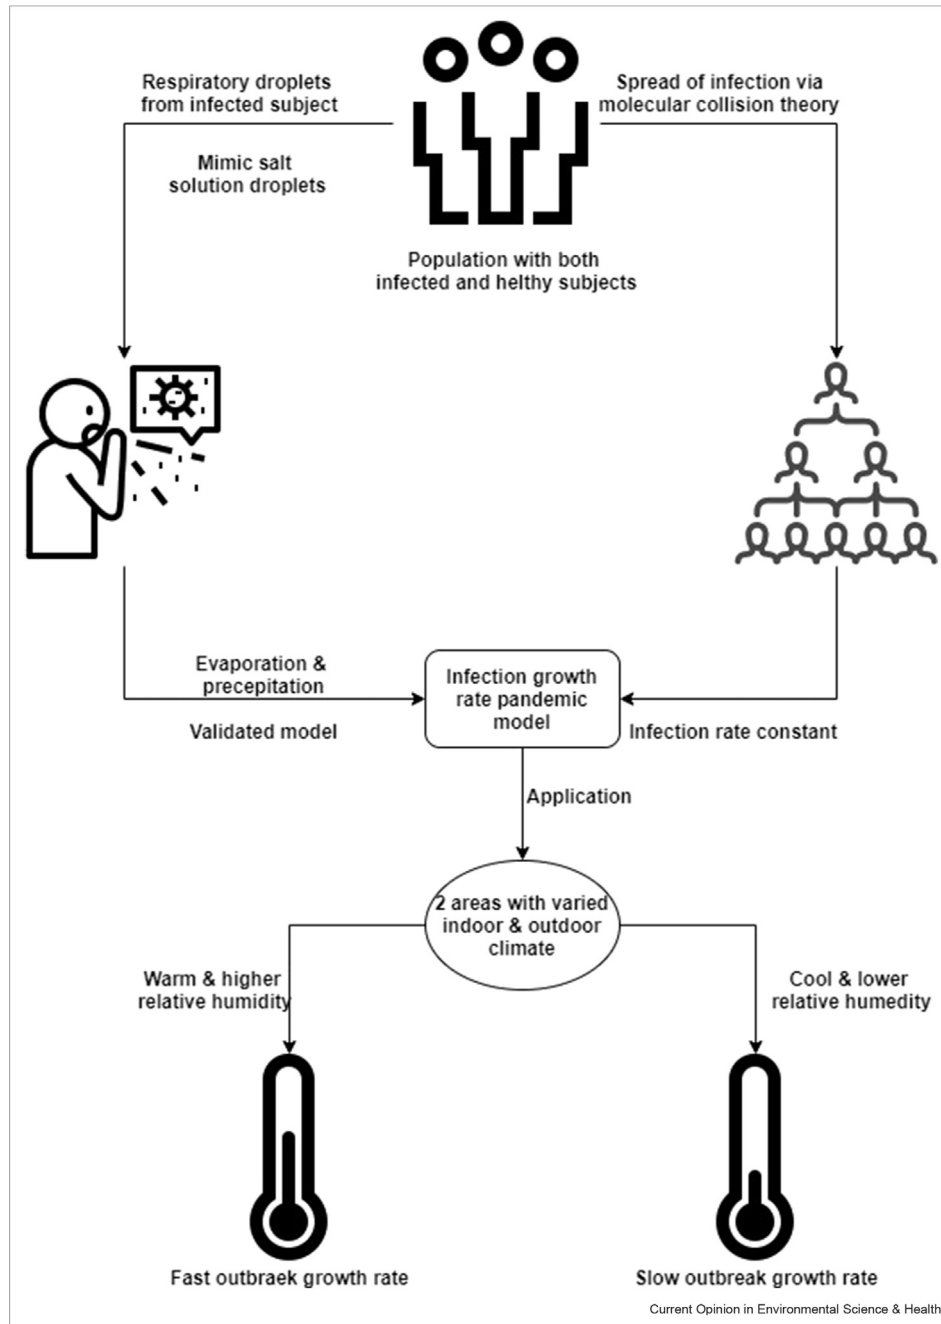 Respiratory droplets
from infected subject
Mimic salt
solution droplets
Spread of infection via
molecular collision theory
Population with both
infected and helthy subjects
Evaporation &
precepitation
Validated model
Infection growth
rate pandemic
model
Infection rate constant
Application
2 areas with varied
indoor & outdoor
climate
Warm & higher
relative humidity
Cool & lower
relative humedity
Fast outbraek growth rate
Slow outbreak growth rate
Current Opinion in Environmental Science & Health